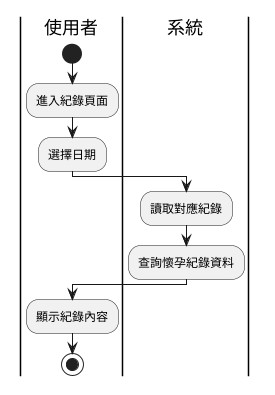 使用者
系統
進入紀錄頁面
選擇日期
讀取對應紀錄
查詢懷孕紀錄資料
顯示紀錄內容